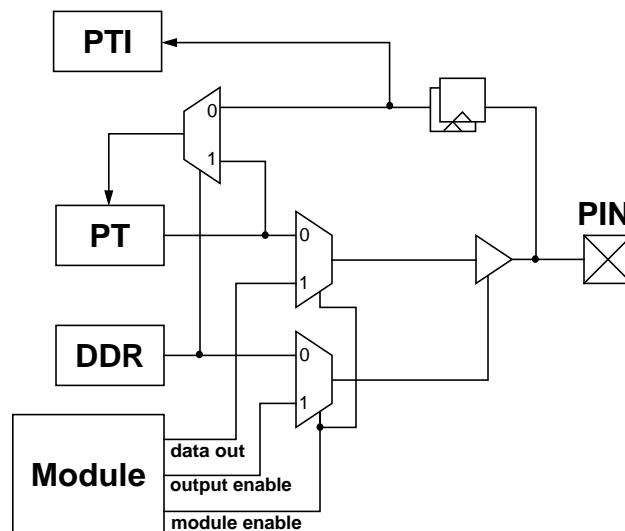 PTI
0
1
PT
PIN
0
1
DDR
0
1
Module
data out
output enable
module enable